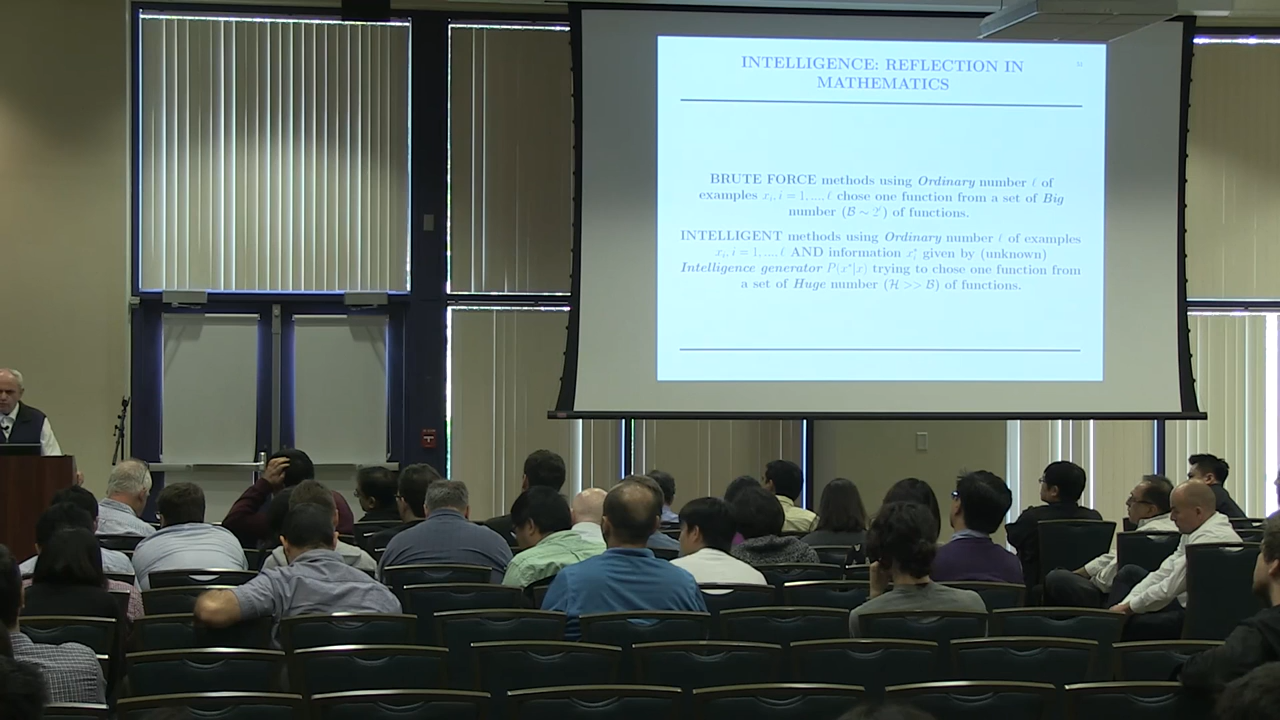 INTELLIGENCE: REFLECTION IN
MATHEMATICS
BRUTE FORCE methods using Ordinary number ℓ of
examples xᵢ, i = 1, ..., ℓ chose one function from a set of Big
number (ℬ ∼ 2^ℓ) of functions.
INTELLIGENT methods using Ordinary number ℓ of examples
xᵢ, i = 1, .... ℓ AND information xᵢ* given by (unknown)
Intelligence generator P(x*|x) trying to chose one function from
a set of Huge number (ℋ >> ℬ) of functions.